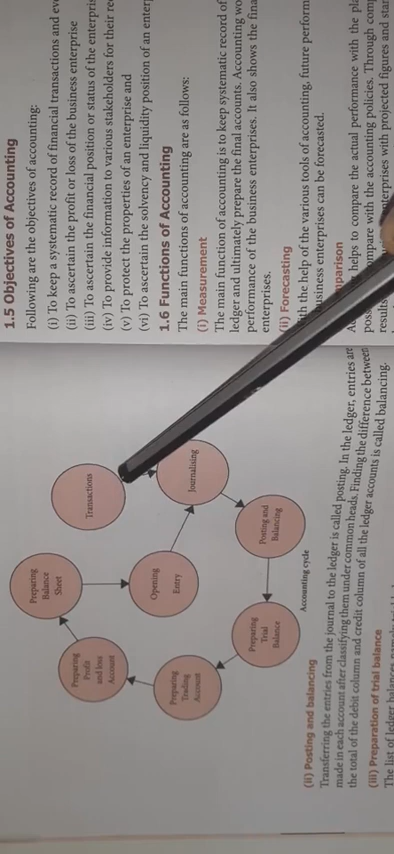 Transactions
Journalising
Posting and
Balancing
Preparing
Trial
Balance
Preparing
Trading
Account
Preparing
Profit
and loss
Account
Preparing
Balance
Sheet
Opening
Entry
Accounting cycle
(ii) Posting and balancing
Transferring the entries from the journal to the ledger is called posting. In the ledger, entries are
made in each account after classifying them under common heads. Finding the difference between
the total of the debit column and credit column of all the ledger accounts is called balancing.
(iii) Preparation of trial balance
The list of ledger balances
1.5 Objectives of Accounting
Following are the objectives of accounting:
(i) To keep a systematic record of financial transactions and
(ii) To ascertain the profit or loss of the business enterprise
(iii) To ascertain the financial position or status of the
(iv) To provide information to various stakeholders for their
(v) To protect the properties of an enterprise and
(vi) To ascertain the solvency and liquidity position of an
1.6 Functions of Accounting
The main functions of accounting are as follows:
(i) Measurement
The main function of accounting is to keep systematic record of
ledger and ultimately prepare the final accounts. Accounting
performance of the business enterprises. It also shows the
enterprises.
(ii) Forecasting
the help of the various tools of accounting, future
business enterprises can be forecasted.
helps to compare the actual performance with the
compare with the accounting policies. Through
results enterprises with projected figures and